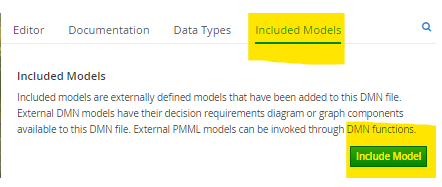 Editor Documentation Data Types Included Models
Included Models
Included models are externally defined models that have been added to this DMN file.
External DMN models have their decision requirements diagram or graph components
available to this DMN file. External PMML models can be invoked through DMN functions.
Include Model